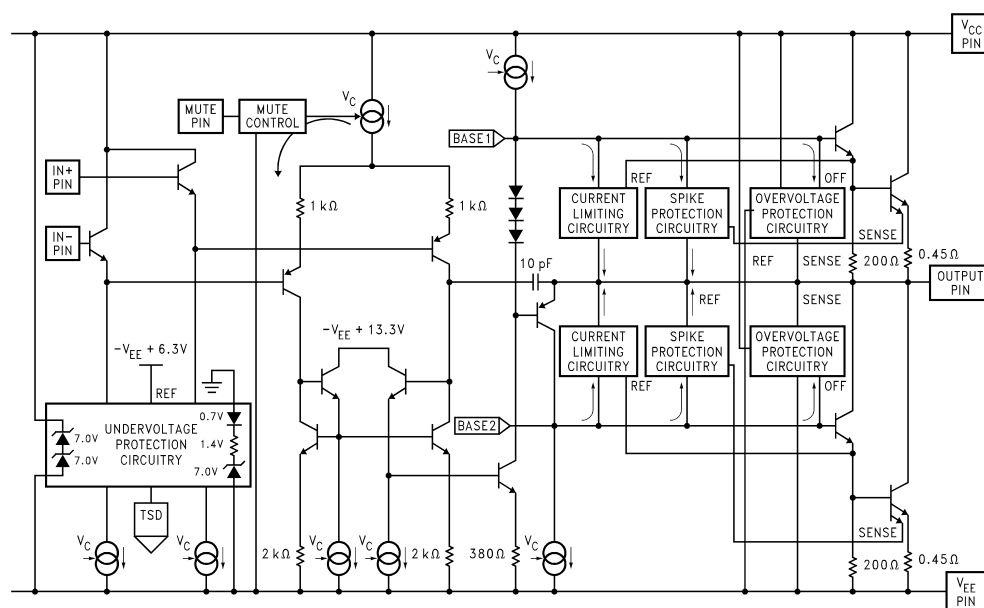 V_CC
PIN
V_C
V_C
MUTE
PIN
MUTE
CONTROL
BASE1
IN+
PIN
IN-
PIN
1 kΩ
1 kΩ
REF
OFF
CURRENT
LIMITING
CIRCUITRY
SPIKE
PROTECTION
CIRCUITRY
OVERVOLTAGE
PROTECTION
CIRCUITRY
SENSE
REF
SENSE
200Ω
0.45Ω
10 pF
OUTPUT
PIN
REF
SENSE
-V_EE + 13.3V
-V_EE + 6.3V
REF
CURRENT
LIMITING
CIRCUITRY
SPIKE
PROTECTION
CIRCUITRY
OVERVOLTAGE
PROTECTION
CIRCUITRY
REF
OFF
0.7V
1.4V
7.0V
7.0V
7.0V
UNDERVOLTAGE
PROTECTION
CIRCUITRY
BASE2
TSD
V_C
V_C
2 kΩ
V_C
V_C
2 kΩ
380Ω
V_C
SENSE
200Ω
0.45Ω
V_EE
PIN